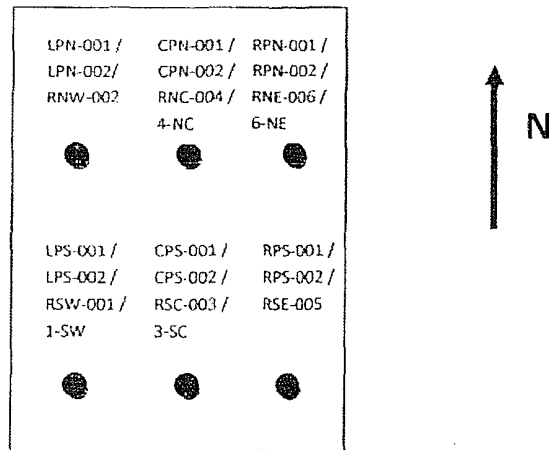 LPN-001 /
LPN-002/
RNW-002
CPN-001 /
CPN-002 /
RNC-004 /
4-NC
RPN-001 /
RPN-002 /
RNE-006 /
6-NE
N
LPS-001 /
LPS-002 /
RSW-001 /
1-SW
CPS-001 /
CPS-002 /
RSC-003 /
3-SC
RPS-001 /
RPS-002 /
RSE-005